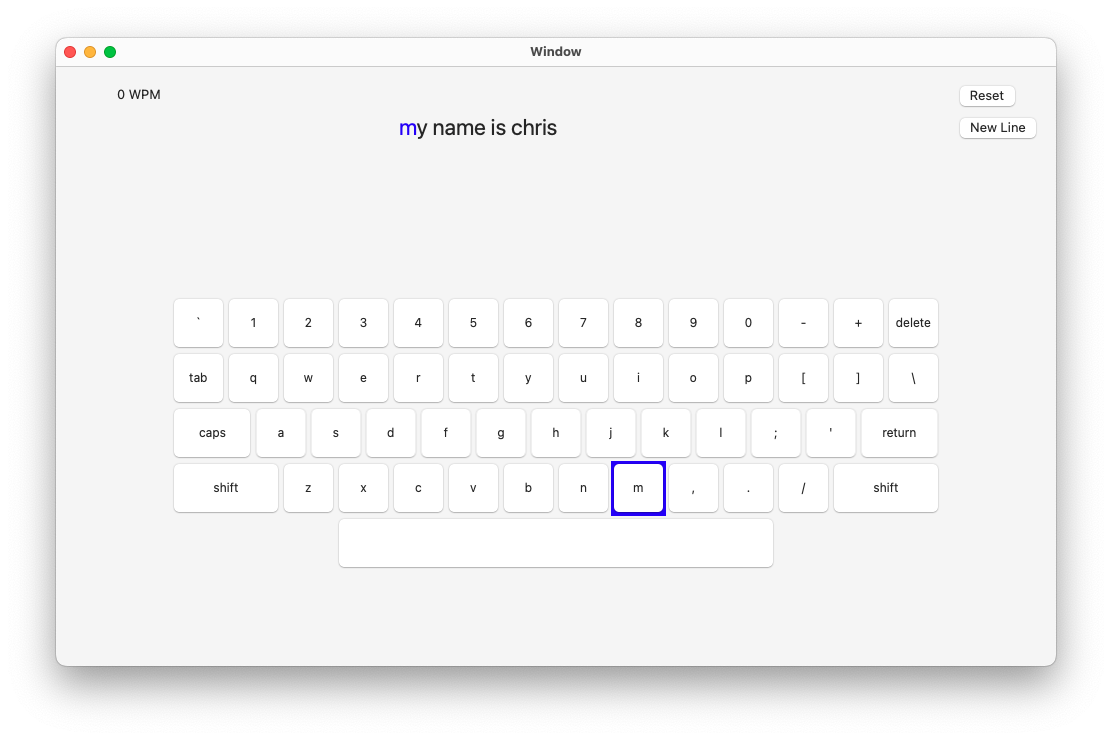 Window
0 WPM
Reset
my name is chris
New Line
` 1 2 3 4 5 6 7 8 9 0 - + delete
tab q w e r t y u i o p [ ] \
caps a s d f g h j k l ; ' return
shift z x c v b n m , . / shift